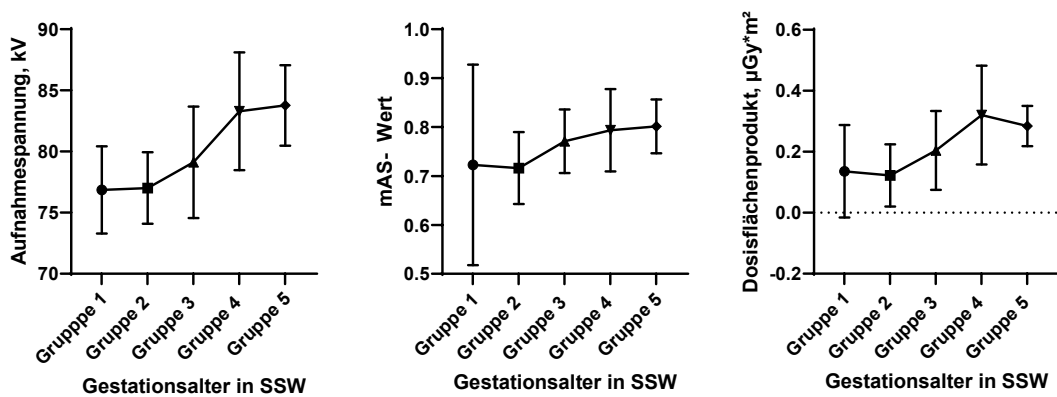 Aufnahmespannung, kV
90
85
80
75
70
Grupppe 1
Gruppe 2
Gruppe 3
Gruppe 4
Gruppe 5
Gestationsalter in SSW
mAS- Wert
1.0
0.9
0.8
0.7
0.6
0.5
Gruppe 1
Gruppe 2
Gruppe 3
Gruppe 4
Gruppe 5
Gestationsalter in SSW
Dosisflächenprodukt, µGy*m²
0.6
0.4
0.2
0.0
-0.2
Gruppe 1
Gruppe 2
Gruppe 3
Gruppe 4
Gruppe 5
Gestationsalter in SSW